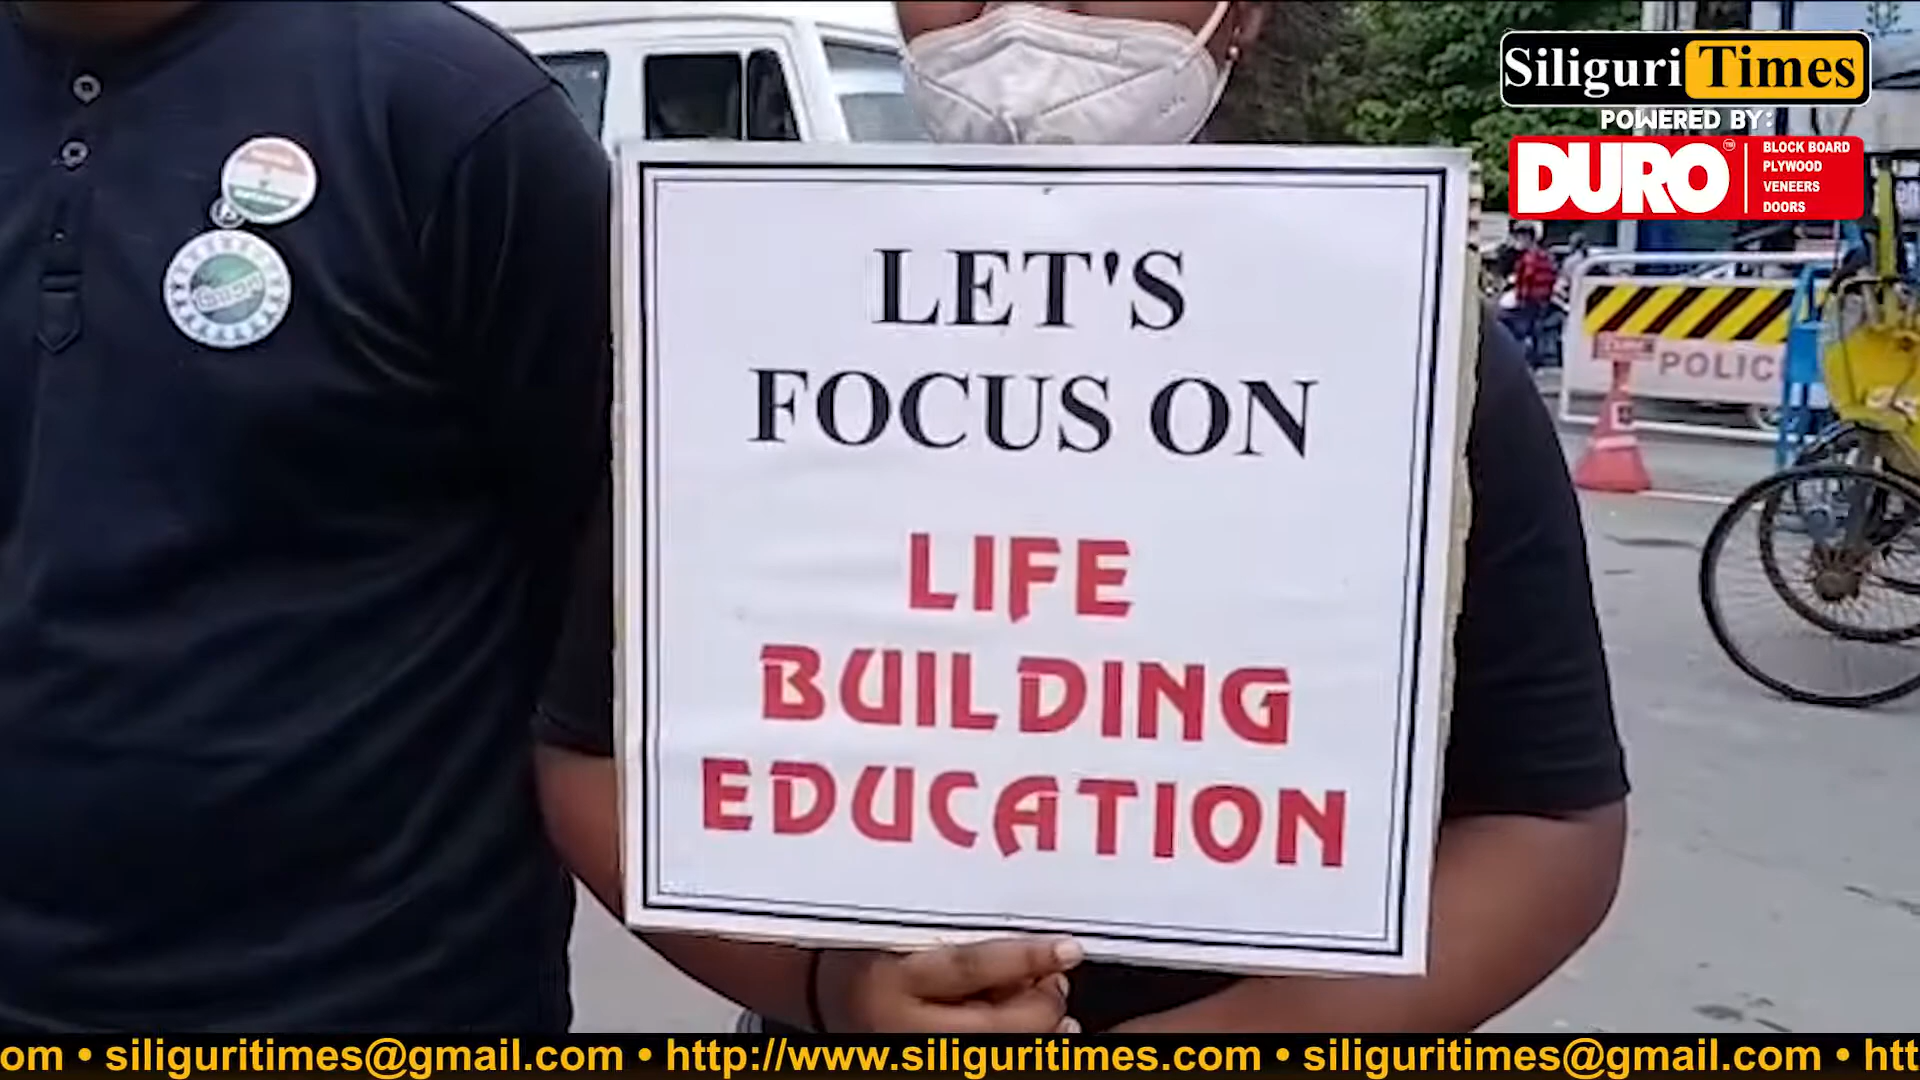 Siliguri Times
POWERED BY:
DURO
BLOCK BOARD
PLYWOOD
VENEERS
DOORS
LET'S
FOCUS ON
LIFE
BUILDING
EDUCATION
POLIC
om • siliguritimes@gmail.com • http://www.siliguritimes.com • siliguritimes@gmail.com • htt